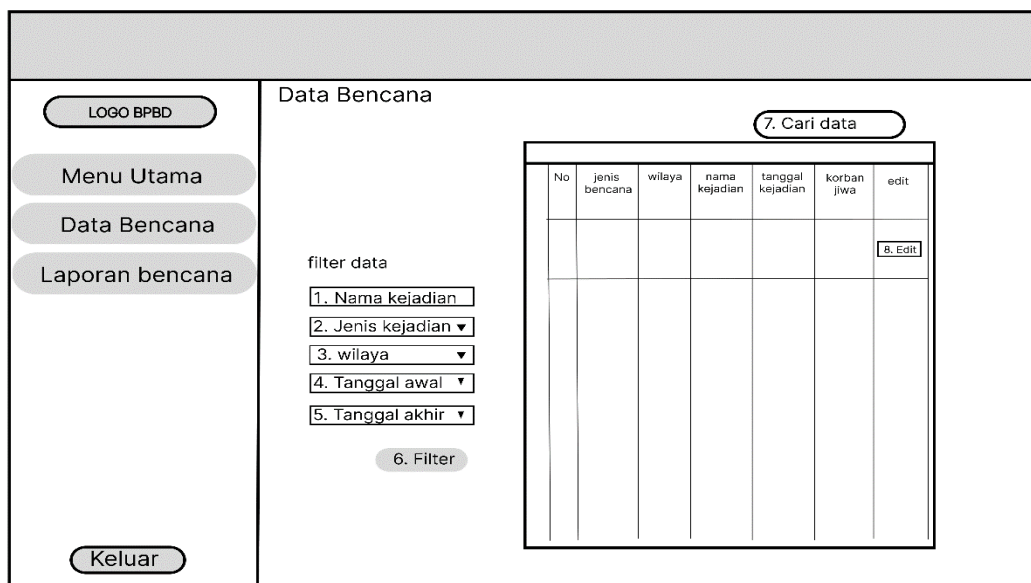 LOGO BPBD
Menu Utama
Data Bencana
Laporan bencana
Keluar
Data Bencana
7. Cari data
filter data
1. Nama kejadian
2. Jenis kejadian
3. wilaya
4. Tanggal awal
5. Tanggal akhir
6. Filter
No
jenis
bencana
wilaya
nama
kejadian
tanggal
kejadian
korban
jiwa
edit
8. Edit